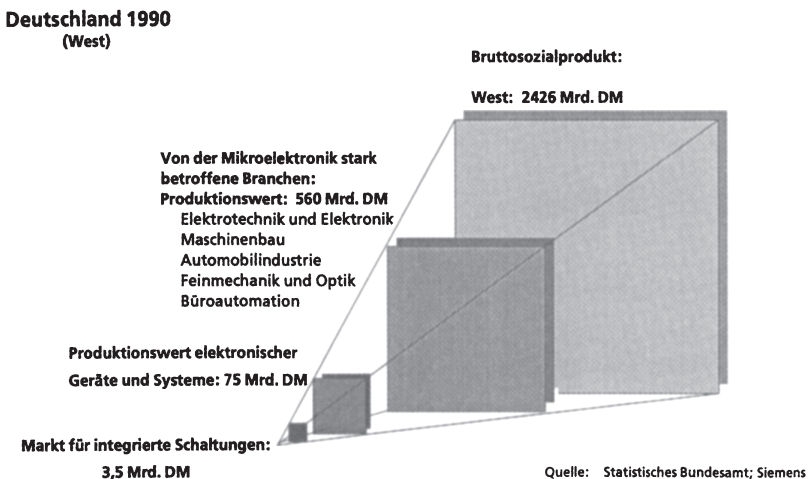 Deutschland 1990
(West)
Bruttosozialprodukt:
West: 2426 Mrd. DM
Von der Mikroelektronik stark
betroffene Branchen:
Produktionswert: 560 Mrd. DM
Elektrotechnik und Elektronik
Maschinenbau
Automobilindustrie
Feinmechanik und Optik
Büroautomation
Produktionswert elektronischer
Geräte und Systeme: 75 Mrd. DM
Markt für integrierte Schaltungen:
3,5 Mrd. DM
Quelle: Statistisches Bundesamt; Siemens